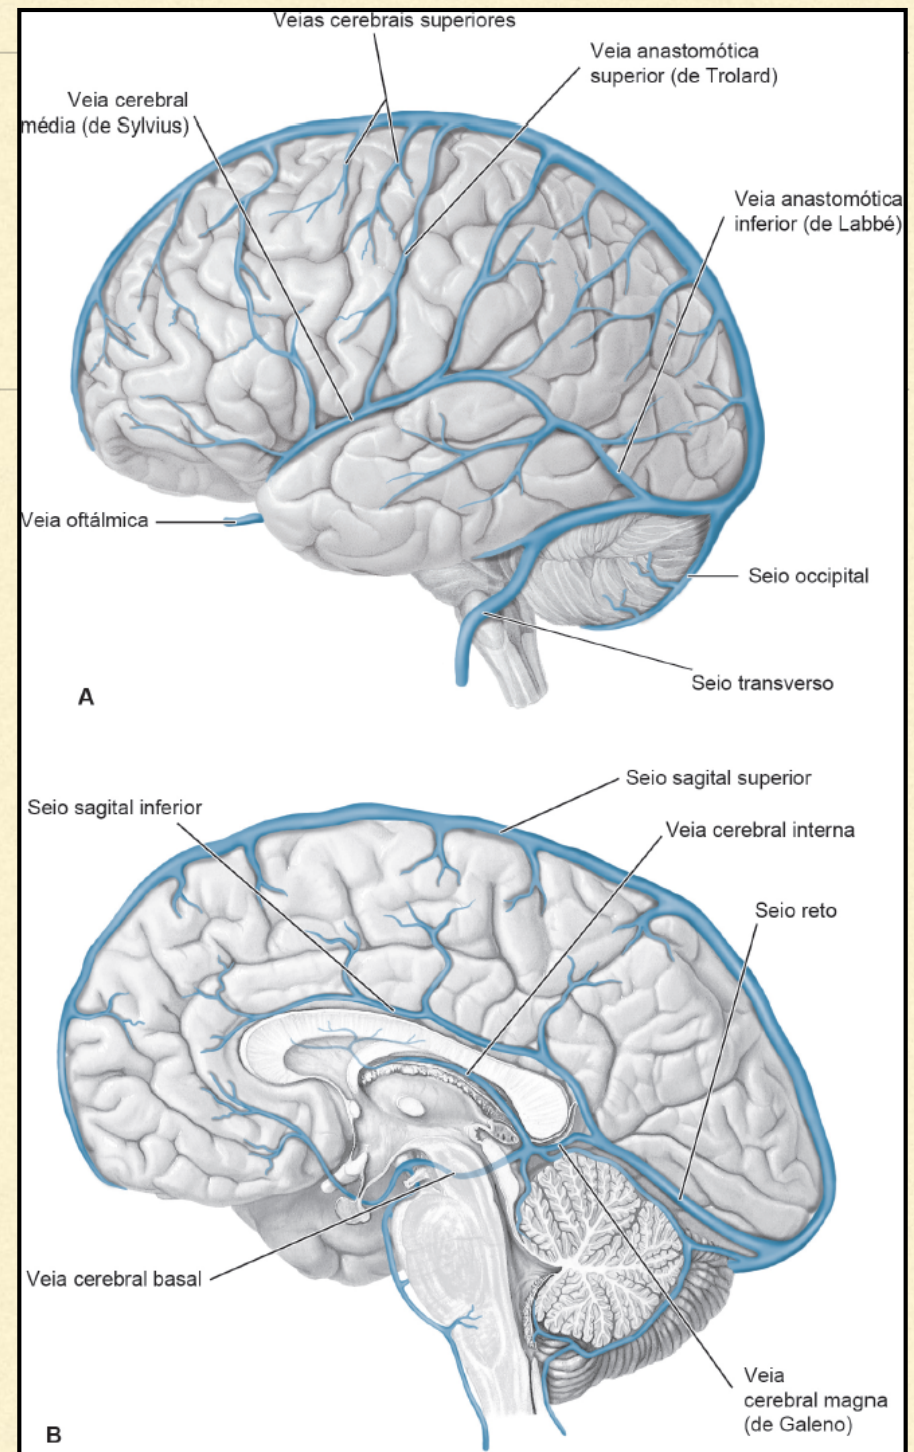 Veias cerebrais superiores
Veia anastomótica
superior (de Trolard)
Veia cerebral
média (de Sylvius)
Veia anastomótica
inferior (de Labbé)
Veia oftálmica
Seio occipital
Seio transverso
A
Seio sagital superior
Seio sagital inferior
Veia cerebral interna
Seio reto
Veia cerebral basal
Veia
cerebral magna
(de Galeno)
B